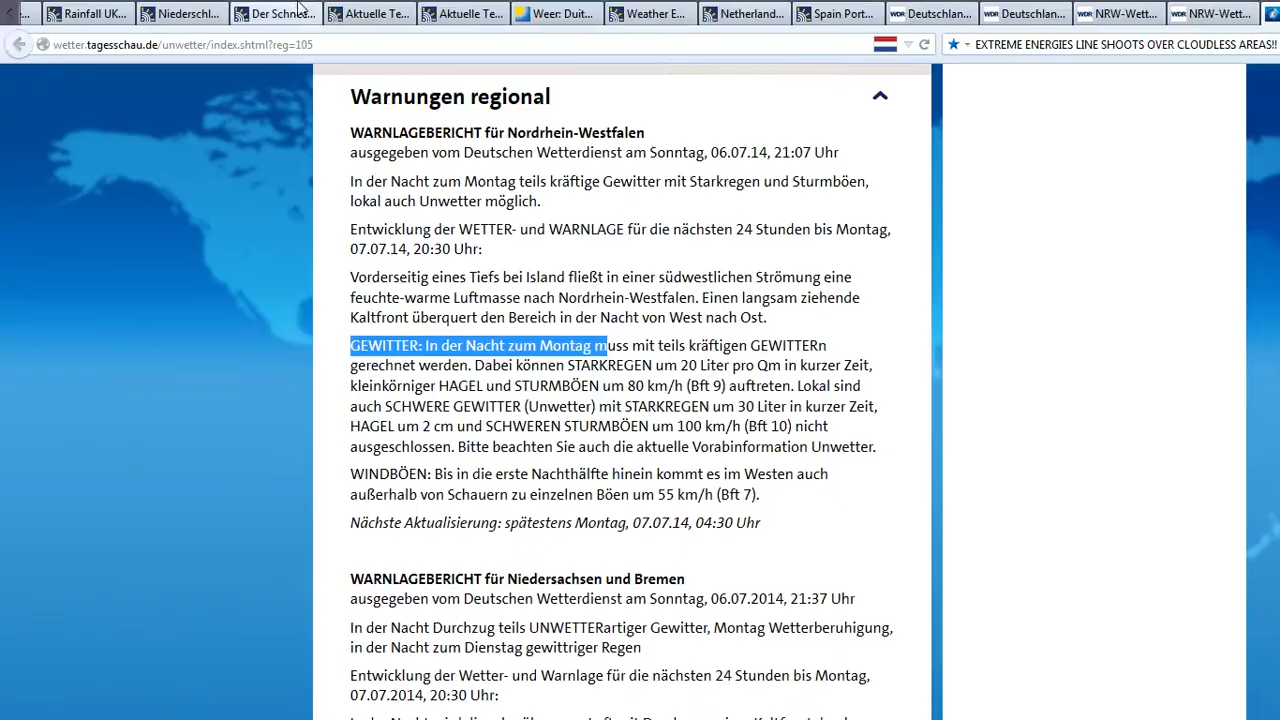 Rainfall UK...
Niederschl...
Der Schne...
Aktuelle Te...
Aktuelle Te...
Weer: Duit...
Weather E...
Netherland...
Spain Port...
WDR Deutschlan...
WDR Deutschlan...
WDR NRW-Wett...
WDR NRW-Wett...
wetter.tagesschau.de/unwetter/index.shtml?reg=105
EXTREME ENERGIES LINE SHOOTS OVER CLOUDLESS AREAS!!
Warnungen regional
WARNLAGEBERICHT für Nordrhein-Westfalen
ausgegeben vom Deutschen Wetterdienst am Sonntag, 06.07.14, 21:07 Uhr
In der Nacht zum Montag teils kräftige Gewitter mit Starkregen und Sturmböen,
lokal auch Unwetter möglich.
Entwicklung der WETTER- und WARNLAGE für die nächsten 24 Stunden bis Montag,
07.07.14, 20:30 Uhr:
Vorderseitig eines Tiefs bei Island fließt in einer südwestlichen Strömung eine
feuchte-warme Luftmasse nach Nordrhein-Westfalen. Einen langsam ziehende
Kaltfront überquert den Bereich in der Nacht von West nach Ost.
GEWITTER: In der Nacht zum Montag muss mit teils kräftigen GEWITTERn
gerechnet werden. Dabei können STARKREGEN um 20 Liter pro Qm in kurzer Zeit,
kleinkörniger HAGEL und STURMBÖEN um 80 km/h (Bft 9) auftreten. Lokal sind
auch SCHWERE GEWITTER (Unwetter) mit STARKREGEN um 30 Liter in kurzer Zeit,
HAGEL um 2 cm und SCHWEREN STURMBÖEN um 100 km/h (Bft 10) nicht
ausgeschlossen. Bitte beachten Sie auch die aktuelle Vorabinformation Unwetter.
WINDBÖEN: Bis in die erste Nachthälfte hinein kommt es im Westen auch
außerhalb von Schauern zu einzelnen Böen um 55 km/h (Bft 7).
Nächste Aktualisierung: spätestens Montag, 07.07.14, 04:30 Uhr
WARNLAGEBERICHT für Niedersachsen und Bremen
ausgegeben vom Deutschen Wetterdienst am Sonntag, 06.07.2014, 21:37 Uhr
In der Nacht Durchzug teils UNWETTERartiger Gewitter, Montag Wetterberuhigung,
in der Nacht zum Dienstag gewittriger Regen
Entwicklung der Wetter- und Warnlage für die nächsten 24 Stunden bis Montag,
07.07.2014, 20:30 Uhr: